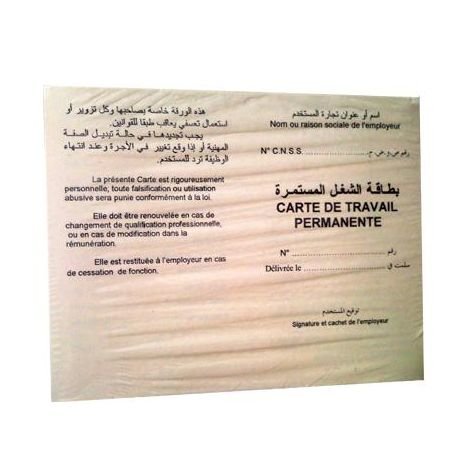 هذه الورقة خاصة بصاحبها وكل تزوير أو
استعمال تعسفي يعاقب طبقا للقوانين.
يجب تجديدها في حالة تبديل الصفة
المهنية أو إذا وقع تغيير في الأجرة وعند انتهاء
الوظيفة ترد للمستخدم.
La présente Carte est rigoureusement
personnelle, toute falsification ou utilisation
abusive sera punie conformément à la loi.
Elle doit être renouvelée en cas de
changement de qualification professionnelle,
ou en cas de modification dans la
rémunération.
Elle est restituée à l'employeur en cas
de cessation de fonction.
اسم أو عنوان تجارة المستخدم
Nom ou raison sociale de l'employeur
N° C.N.S.S. ........................ رقم ص.و.ض.ج.
بطاقة الشغل المستمرة
CARTE DE TRAVAIL
PERMANENTE
N° ........................ رقم
Délivrée le ........................ سلمت في
توقيع المستخدم
Signature et cachet de l'employeur